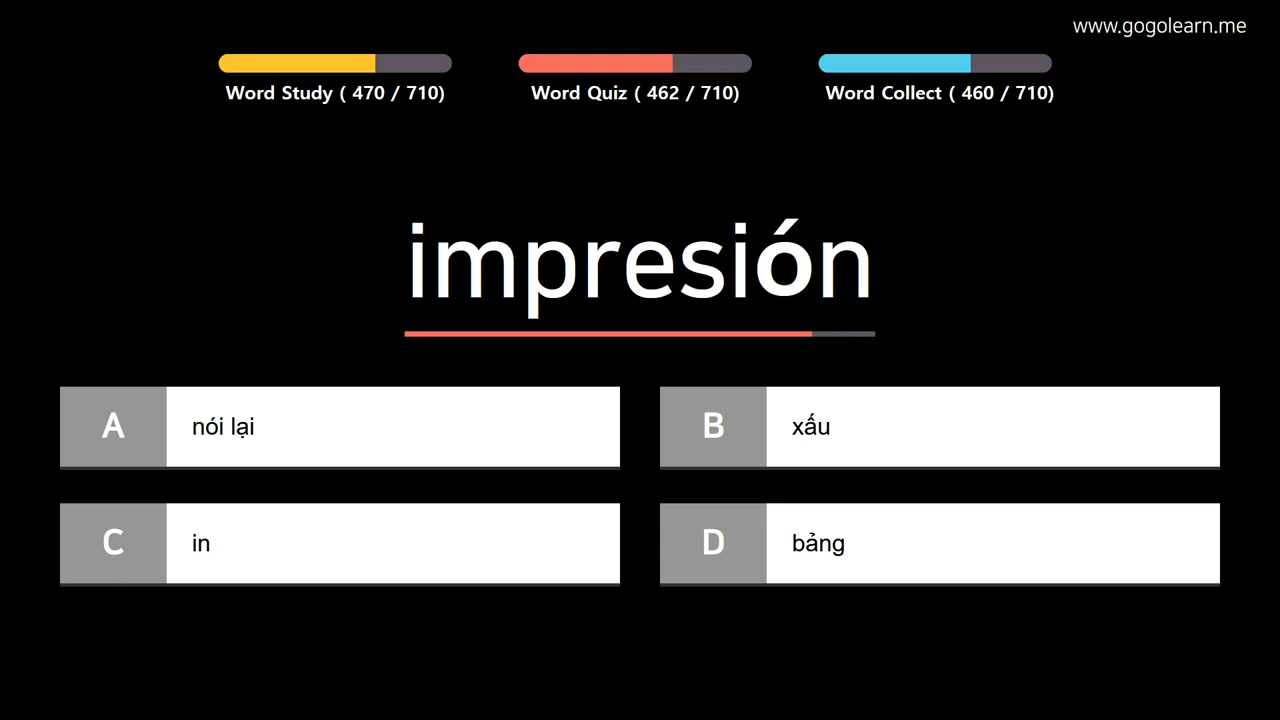 www.gogolearn.me
Word Study ( 470 / 710)
Word Quiz ( 462 / 710)
Word Collect ( 460 / 710)
impresión
A nói lại
B xấu
C in
D bảng